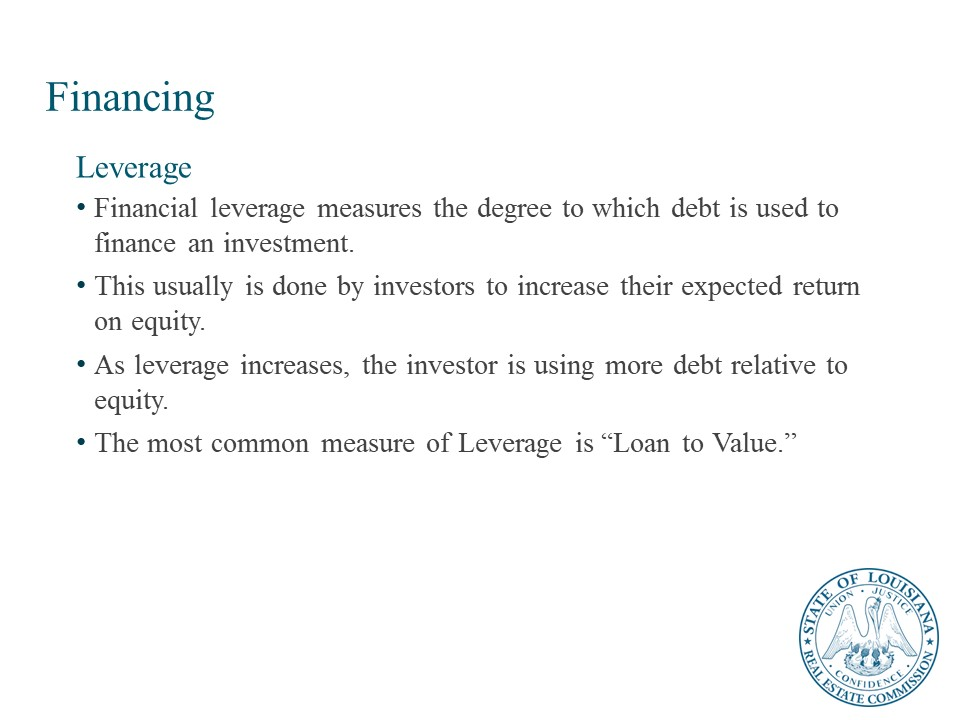 Financing
Leverage
• Financial leverage measures the degree to which debt is used to
finance an investment.
• This usually is done by investors to increase their expected return
on equity.
• As leverage increases, the investor is using more debt relative to
equity.
• The most common measure of Leverage is “Loan to Value.”
STATE OF LOUISIANA
UNION • JUSTICE
• CONFIDENCE •
REAL ESTATE COMMISSION